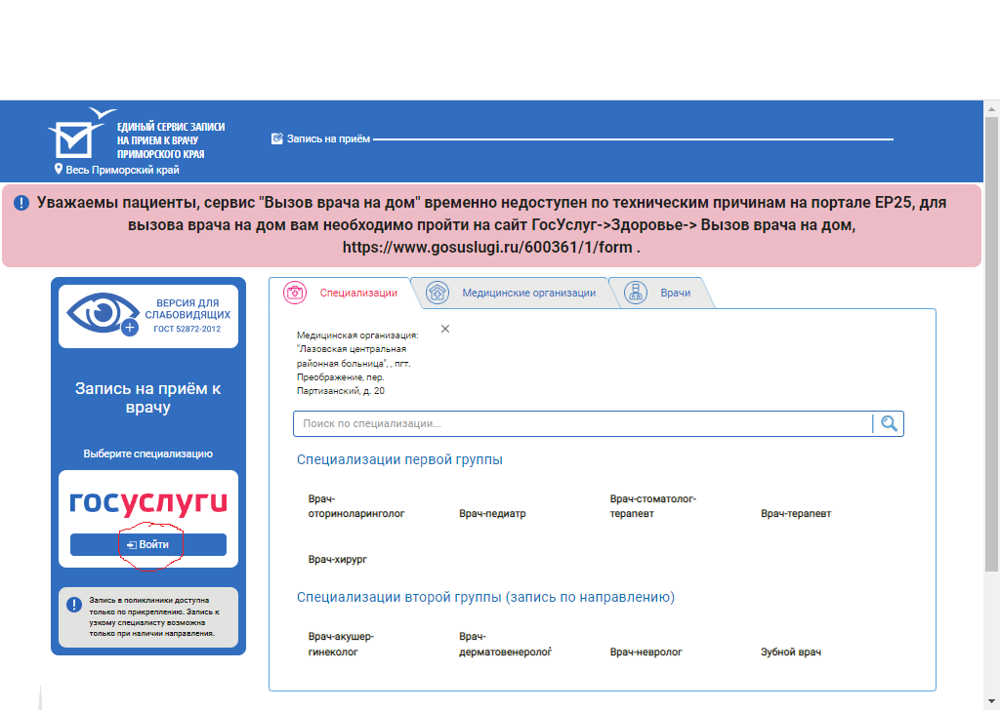 ЕДИНЫЙ СЕРВИС ЗАПИСИ
НА ПРИЕМ К ВРАЧУ
ПРИМОРСКОГО КРАЯ
Весь Приморский край
Запись на приём
Уважаемы пациенты, сервис "Вызов врача на дом" временно недоступен по техническим причинам на портале ЕР25, для
вызова врача на дом вам необходимо пройти на сайт ГосУслуг->Здоровье-> Вызов врача на дом,
https://www.gosuslugi.ru/600361/1/form .
ВЕРСИЯ ДЛЯ
СЛАБОВИДЯЩИХ
ГОСТ 52872-2012
Запись на приём к
врачу
Выберите специализацию
госуслуги
Войти
Запись в поликлиники доступна
только по прикреплению. Запись к
узкому специалисту возможна
только при наличии направления.
Специализации
Медицинские организации
Врачи
Медицинская организация:
"Лазовская центральная
районная больница", , пгт.
Преображение, пер.
Партизанский, д. 20
Поиск по специализации...
Специализации первой группы
Врач-
оториноларинголог
Врач-педиатр
Врач-стоматолог-
терапевт
Врач-терапевт
Врач-хирург
Специализации второй группы (запись по направлению)
Врач-акушер-
гинеколог
Врач-
дерматовенеролог
Врач-невролог
Зубной врач